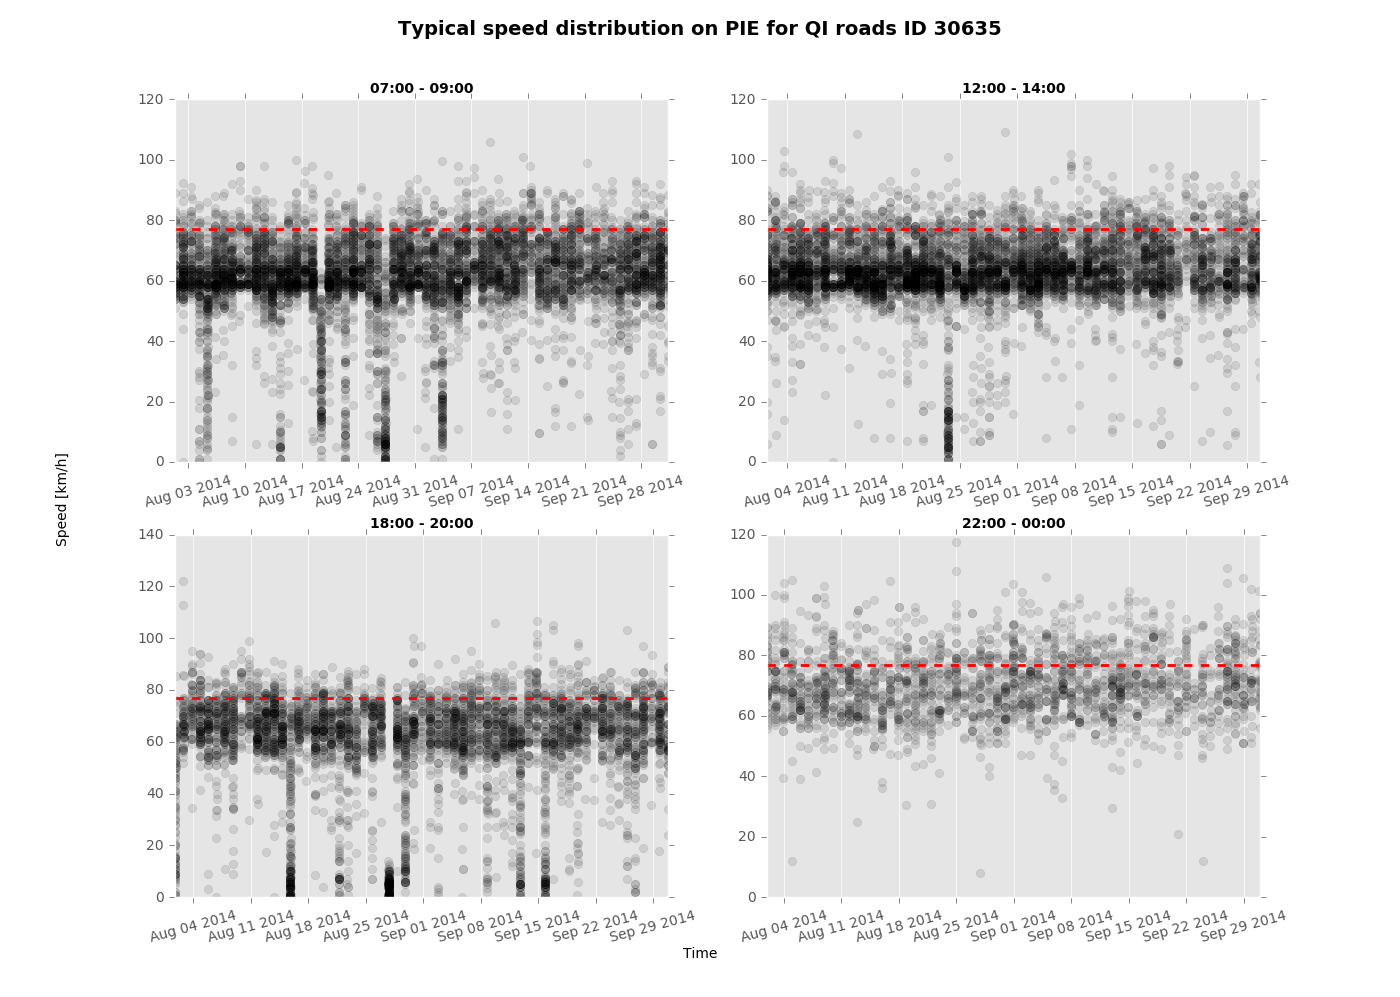 Typical speed distribution on PIE for QI roads ID 30635
07:00 - 09:00
120
100
80
60
40
20
0
Aug 03 2014
Aug 10 2014
Aug 17 2014
Aug 24 2014
Aug 31 2014
Sep 07 2014
Sep 14 2014
Sep 21 2014
Sep 28 2014
12:00 - 14:00
120
100
80
60
40
20
0
Aug 04 2014
Aug 11 2014
Aug 18 2014
Aug 25 2014
Sep 01 2014
Sep 08 2014
Sep 15 2014
Sep 22 2014
Sep 29 2014
Speed [km/h]
18:00 - 20:00
140
120
100
80
60
40
20
0
Aug 04 2014
Aug 11 2014
Aug 18 2014
Aug 25 2014
Sep 01 2014
Sep 08 2014
Sep 15 2014
Sep 22 2014
Sep 29 2014
22:00 - 00:00
120
100
80
60
40
20
0
Aug 04 2014
Aug 11 2014
Aug 18 2014
Aug 25 2014
Sep 01 2014
Sep 08 2014
Sep 15 2014
Sep 22 2014
Sep 29 2014
Time